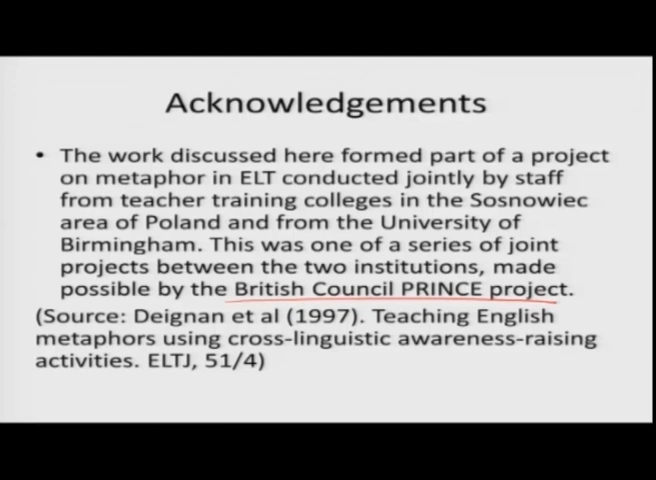 Acknowledgements
• The work discussed here formed part of a project
on metaphor in ELT conducted jointly by staff
from teacher training colleges in the Sosnowiec
area of Poland and from the University of
Birmingham. This was one of a series of joint
projects between the two institutions, made
possible by the British Council PRINCE project.
(Source: Deignan et al (1997). Teaching English
metaphors using cross-linguistic awareness-raising
activities. ELTJ, 51/4)